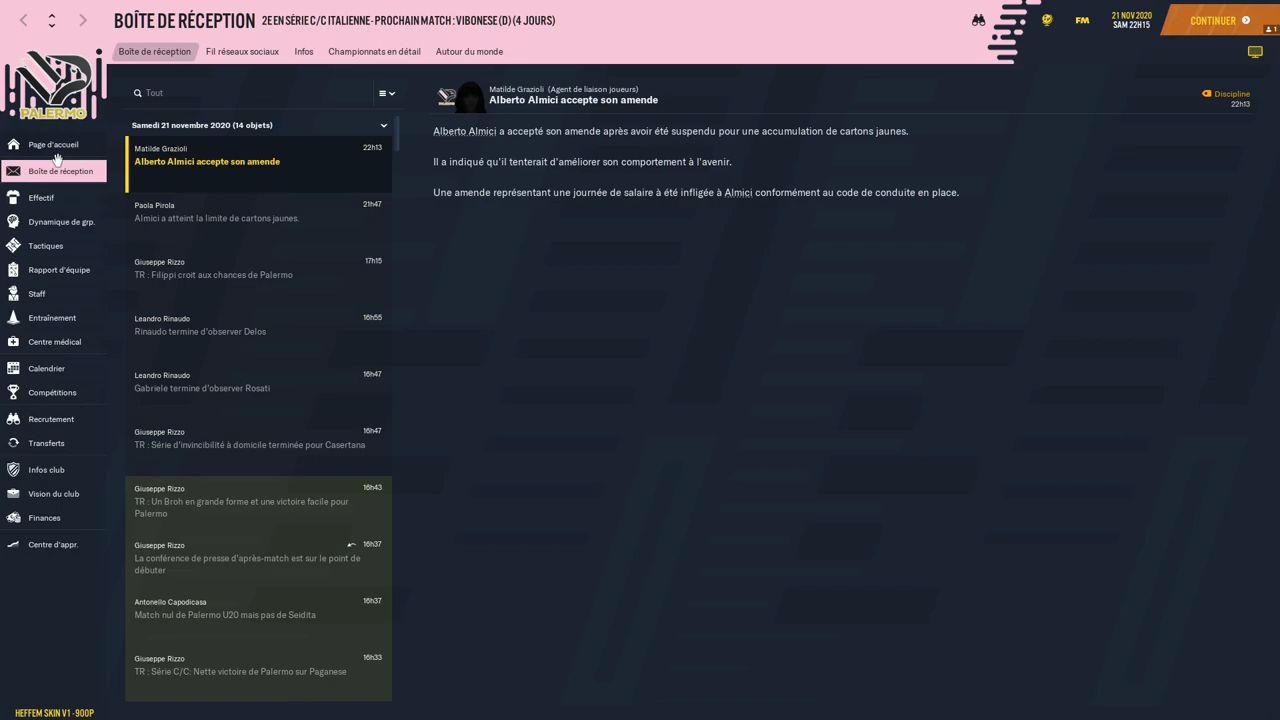 BOÎTE DE RÉCEPTION 2E EN SÉRIE C/C ITALIENNE - PROCHAIN MATCH : VIBONESE (D) (4 JOURS)
FM
21 NOV 2020
SAM 22H15
CONTINUER
1
Boîte de réception
Fil réseaux sociaux
Infos
Championnats en détail
Autour du monde
PALERMO
Page d'accueil
Boîte de réception
Effectif
Dynamique de grp.
Tactiques
Rapport d'équipe
Staff
Entraînement
Centre médical
Calendrier
Compétitions
Recrutement
Transferts
Infos club
Vision du club
Finances
Centre d'appr.
HEFFEM SKIN V1 - 900P
Tout
Samedi 21 novembre 2020 (14 objets)
Matilde Grazioli 22h13
Alberto Almici accepte son amende
Paola Pirola 21h47
Almici a atteint la limite de cartons jaunes.
Giuseppe Rizzo 17h15
TR : Filippi croit aux chances de Palermo
Leandro Rinaudo 16h55
Rinaudo termine d'observer Delos
Leandro Rinaudo 16h47
Gabriele termine d'observer Rosati
Giuseppe Rizzo 16h47
TR : Série d'invincibilité à domicile terminée pour Casertana
Giuseppe Rizzo 16h43
TR : Un Broh en grande forme et une victoire facile pour
Palermo
Giuseppe Rizzo 16h37
La conférence de presse d'après-match est sur le point de
débuter
Antonello Capodicasa 16h37
Match nul de Palermo U20 mais pas de Seidita
Giuseppe Rizzo 16h33
TR : Série C/C: Nette victoire de Palermo sur Paganese
Matilde Grazioli (Agent de liaison joueurs)
Alberto Almici accepte son amende
Discipline
22h13
Alberto Almici a accepté son amende après avoir été suspendu pour une accumulation de cartons jaunes.
Il a indiqué qu'il tenterait d'améliorer son comportement à l'avenir.
Une amende représentant une journée de salaire à été infligée à Almici conformément au code de conduite en place.